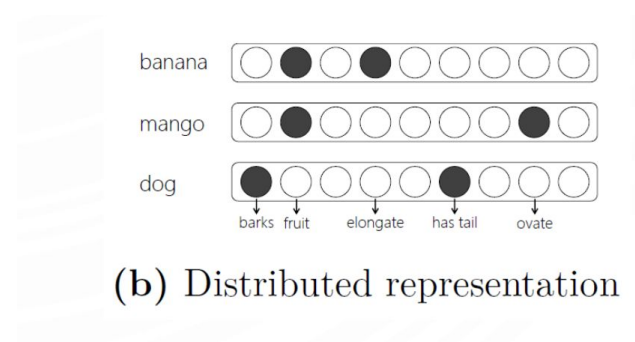 banana
mango
dog
barks fruit elongate has tail ovate
(b) Distributed representation